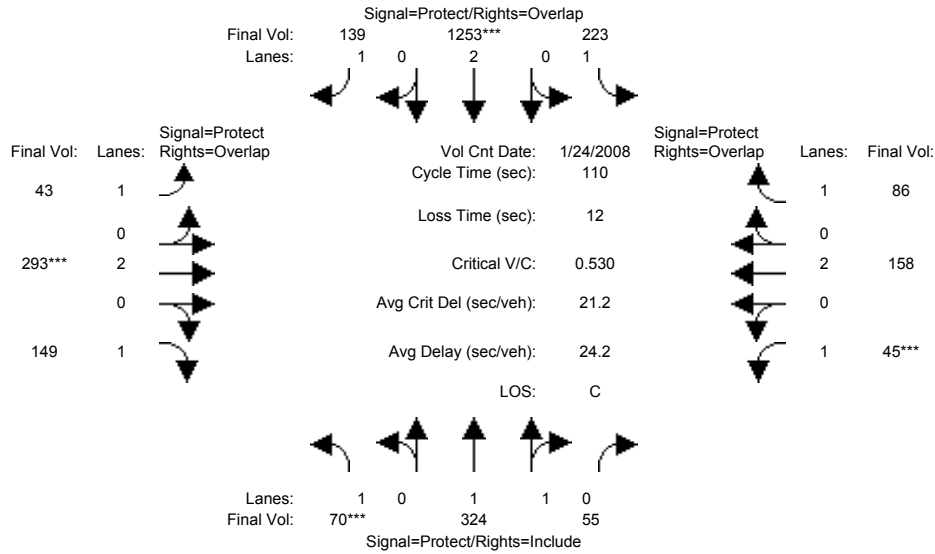 Signal=Protect/Rights=Overlap
Final Vol: 139 1253*** 223
Lanes: 1 0 2 0 1
Signal=Protect Signal=Protect
Final Vol: Lanes: Rights=Overlap Vol Cnt Date: 1/24/2008 Rights=Overlap Lanes: Final Vol:
Cycle Time (sec): 110
43 1 1 86
Loss Time (sec): 12
0 0
293*** 2 Critical V/C: 0.530 2 158
0 Avg Crit Del (sec/veh): 21.2 0
149 1 Avg Delay (sec/veh): 24.2 1 45***
LOS: C
Lanes: 1 0 1 1 0
Final Vol: 70*** 324 55
Signal=Protect/Rights=Include